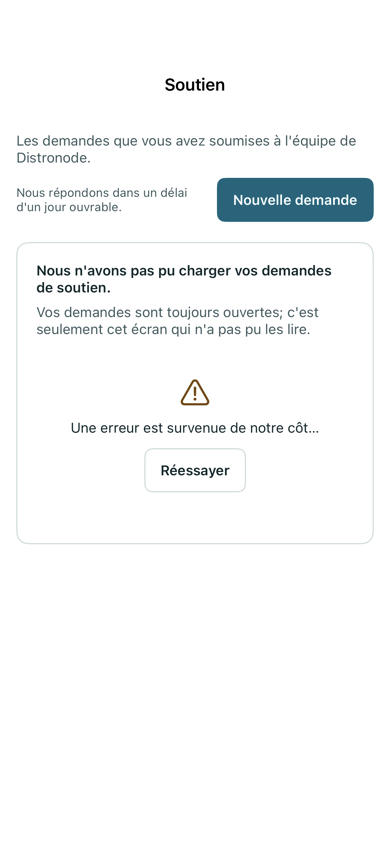 Soutien
Les demandes que vous avez soumises à l'équipe de
Distronode.
Nous répondons dans un délai
d'un jour ouvrable.
Nouvelle demande
Nous n'avons pas pu charger vos demandes
de soutien.
Vos demandes sont toujours ouvertes; c'est
seulement cet écran qui n'a pas pu les lire.
Une erreur est survenue de notre côt...
Réessayer